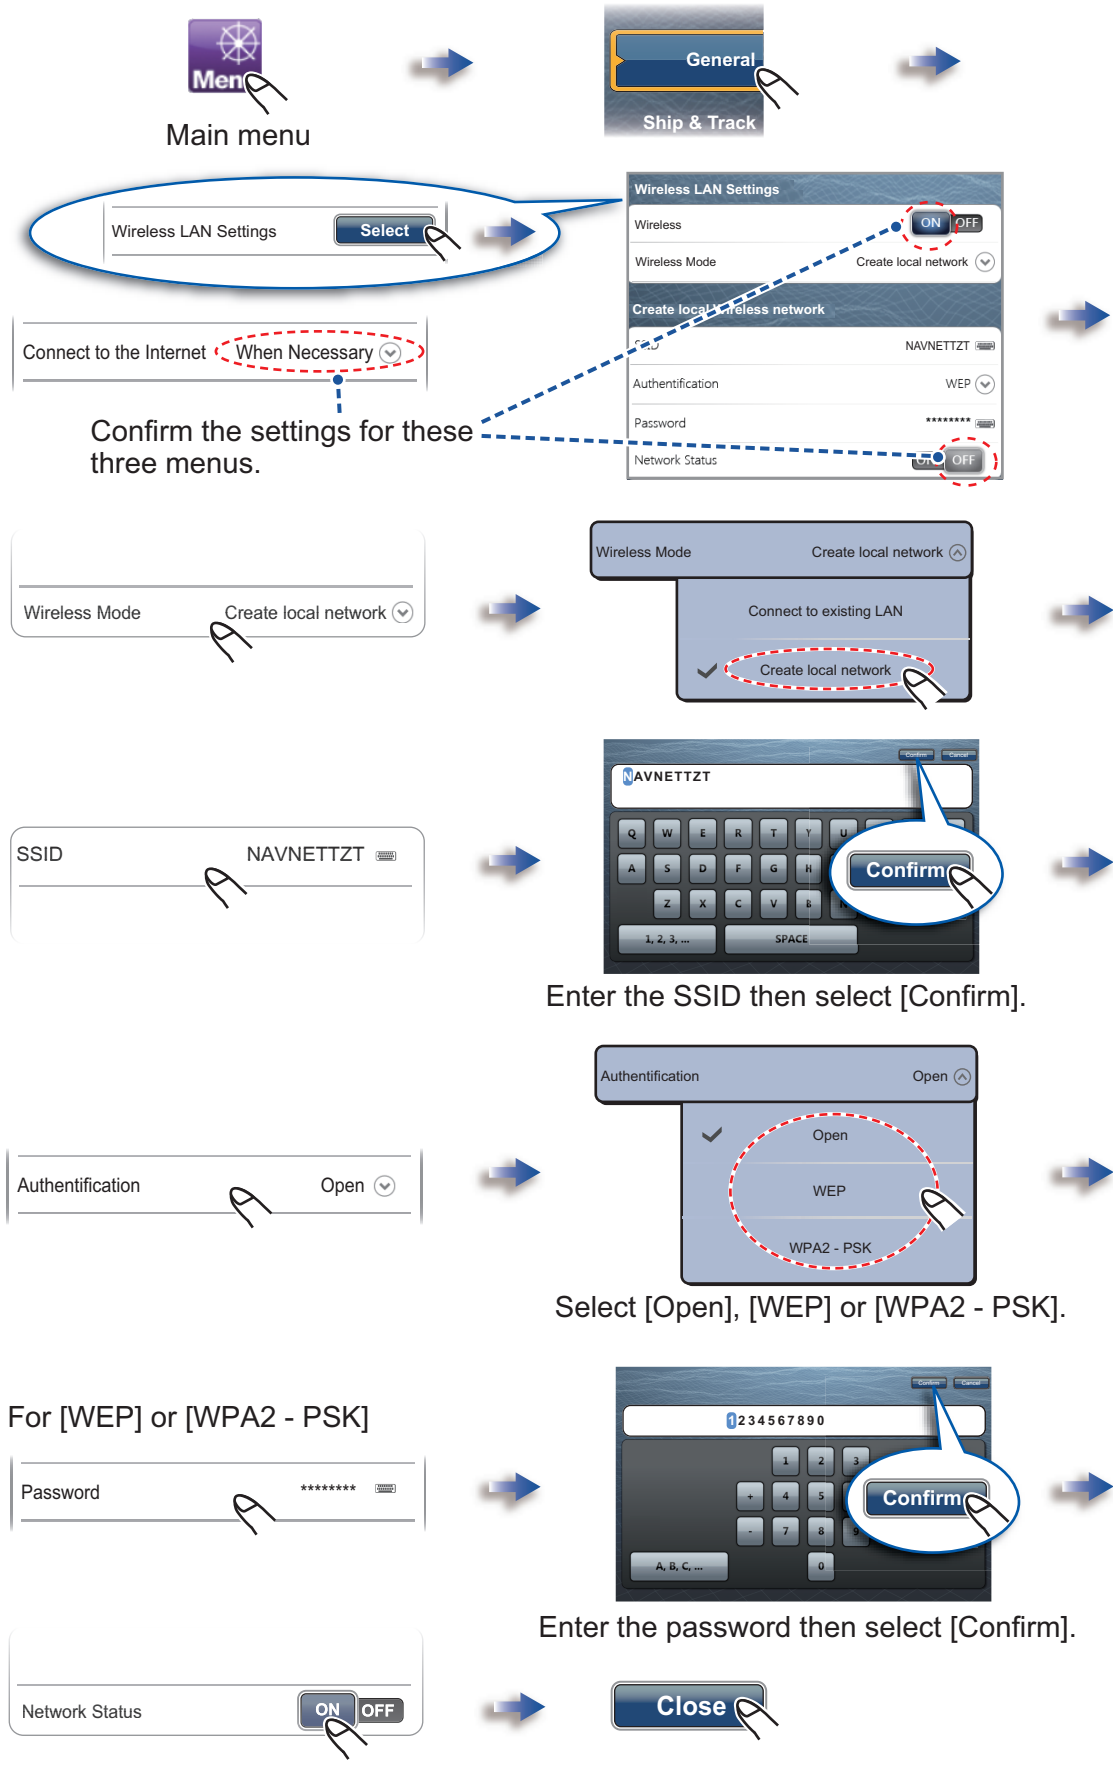 Menu
General
Ship & Track
Main menu
Wireless LAN Settings
Select
Wireless LAN Settings
Wireless
ON OFF
Wireless Mode
Create local network
Create local wireless network
SSID
NAVNETTZT
Authentification
WEP
Password
********
Network Status
ON OFF
Connect to the Internet
When Necessary
Confirm the settings for these
three menus.
Wireless Mode
Create local network
Wireless Mode
Create local network
Connect to existing LAN
Create local network
SSID
NAVNETTZT
Confirm Cancel
NAVNETTZT
Q W E R T Y U
A S D F G H
Z X C V B N
1, 2, 3, ...
SPACE
Confirm
Enter the SSID then select [Confirm].
Authentification
Open
Authentification
Open
Open
WEP
WPA2 - PSK
Select [Open], [WEP] or [WPA2 - PSK].
For [WEP] or [WPA2 - PSK]
Password
********
Confirm Cancel
1234567890
1 2 3
+ 4 5
- 7 8 9
A, B, C, ...
0
Confirm
Enter the password then select [Confirm].
Network Status
ON OFF
Close